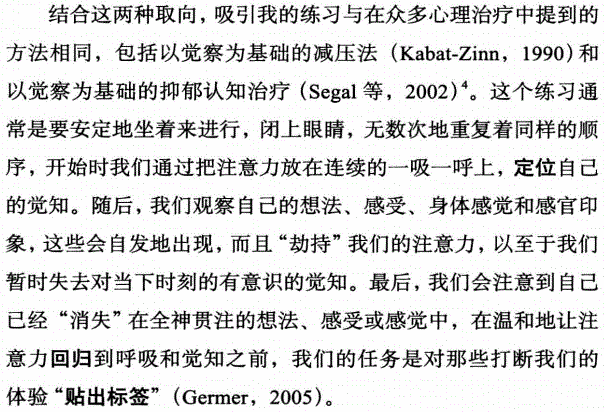 结合这两种取向，吸引我的练习与在众多心理治疗中提到的
方法相同，包括以觉察为基础的减压法（Kabat-Zinn，1990）和
以觉察为基础的抑郁认知治疗（Segal 等，2002）⁴。这个练习通
常是要安定地坐着来进行，闭上眼睛，无数次地重复着同样的顺
序，开始时我们通过把注意力放在连续的一吸一呼上，定位自己
的觉知。随后，我们观察自己的想法、感受、身体感觉和感官印
象，这些会自发地出现，而且“劫持”我们的注意力，以至于我们
暂时失去对当下时刻的有意识的觉知。最后，我们会注意到自己
已经“消失”在全神贯注的想法、感受或感觉中，在温和地让注
意力回归到呼吸和觉知之前，我们的任务是对那些打断我们的
体验“贴出标签”（Germer，2005）。